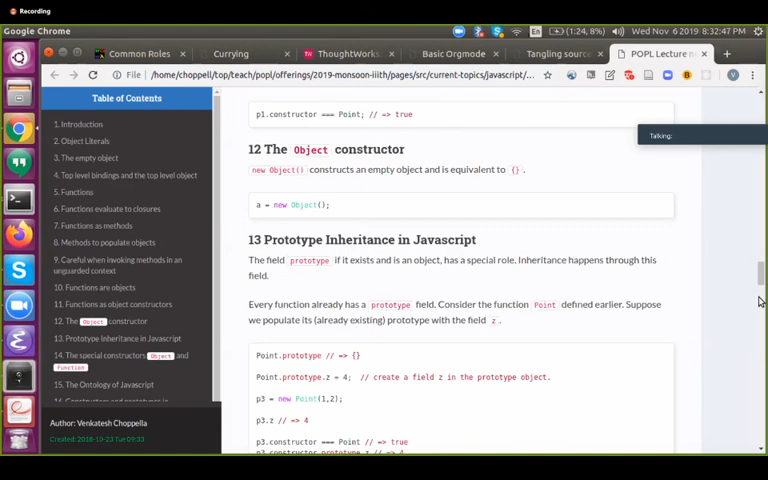 Recording
Google Chrome
En (1:24, 8%) Wed Nov 6 2019 8:32:47 PM
Common Roles
Currying
ThoughtWork
Basic Orgmode
Tangling source
POPL Lecture n
File /home/choppell/top/teach/popl/offerings/2019-monsoon-iiith/pages/src/current-topics/javascript/...
Talking:
Table of Contents
1. Introduction
2. Object Literals
3. The empty object
4. Top level bindings and the top level object
5. Functions
6. Functions evaluate to closures
7. Functions as methods
8. Methods to populate objects
9. Careful when invoking methods in an
unguarded context
10. Functions are objects
11. Functions as object constructors
12. The Object constructor
13. Prototype Inheritance in Javascript
14. The special constructors Object and
Function
15. The Ontology of Javascript
Author: Venkatesh Choppella
Created: 2018-10-23 Tue 09:33
p1.constructor === Point; // => true
12 The Object constructor
new Object() constructs an empty object and is equivalent to {} .
a = new Object();
13 Prototype Inheritance in Javascript
The field prototype if it exists and is an object, has a special role. Inheritance happens through this
field.
Every function already has a prototype field. Consider the function Point defined earlier. Suppose
we populate its (already existing) prototype with the field z .
Point.prototype // => {}
Point.prototype.z = 4; // create a field z in the prototype object.
p3 = new Point(1,2);
p3.z // => 4
p3.constructor === Point // => true
p3.constructor.prototype.z // => 4